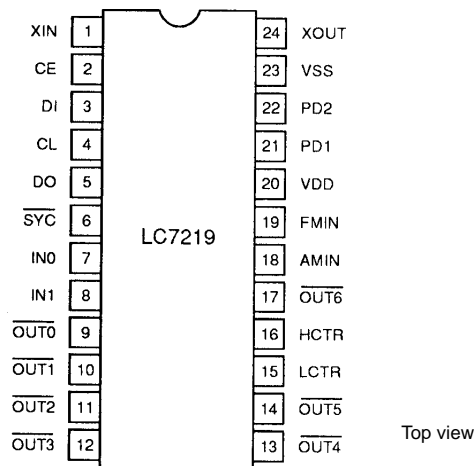 XIN 1 24 XOUT
CE 2 23 VSS
DI 3 22 PD2
CL 4 21 PD1
DO 5 20 VDD
SYC 6 19 FMIN
LC7219
IN0 7 18 AMIN
IN1 8 17 OUT6
OUT0 9 16 HCTR
OUT1 10 15 LCTR
OUT2 11 14 OUT5
OUT3 12 13 OUT4
Top view